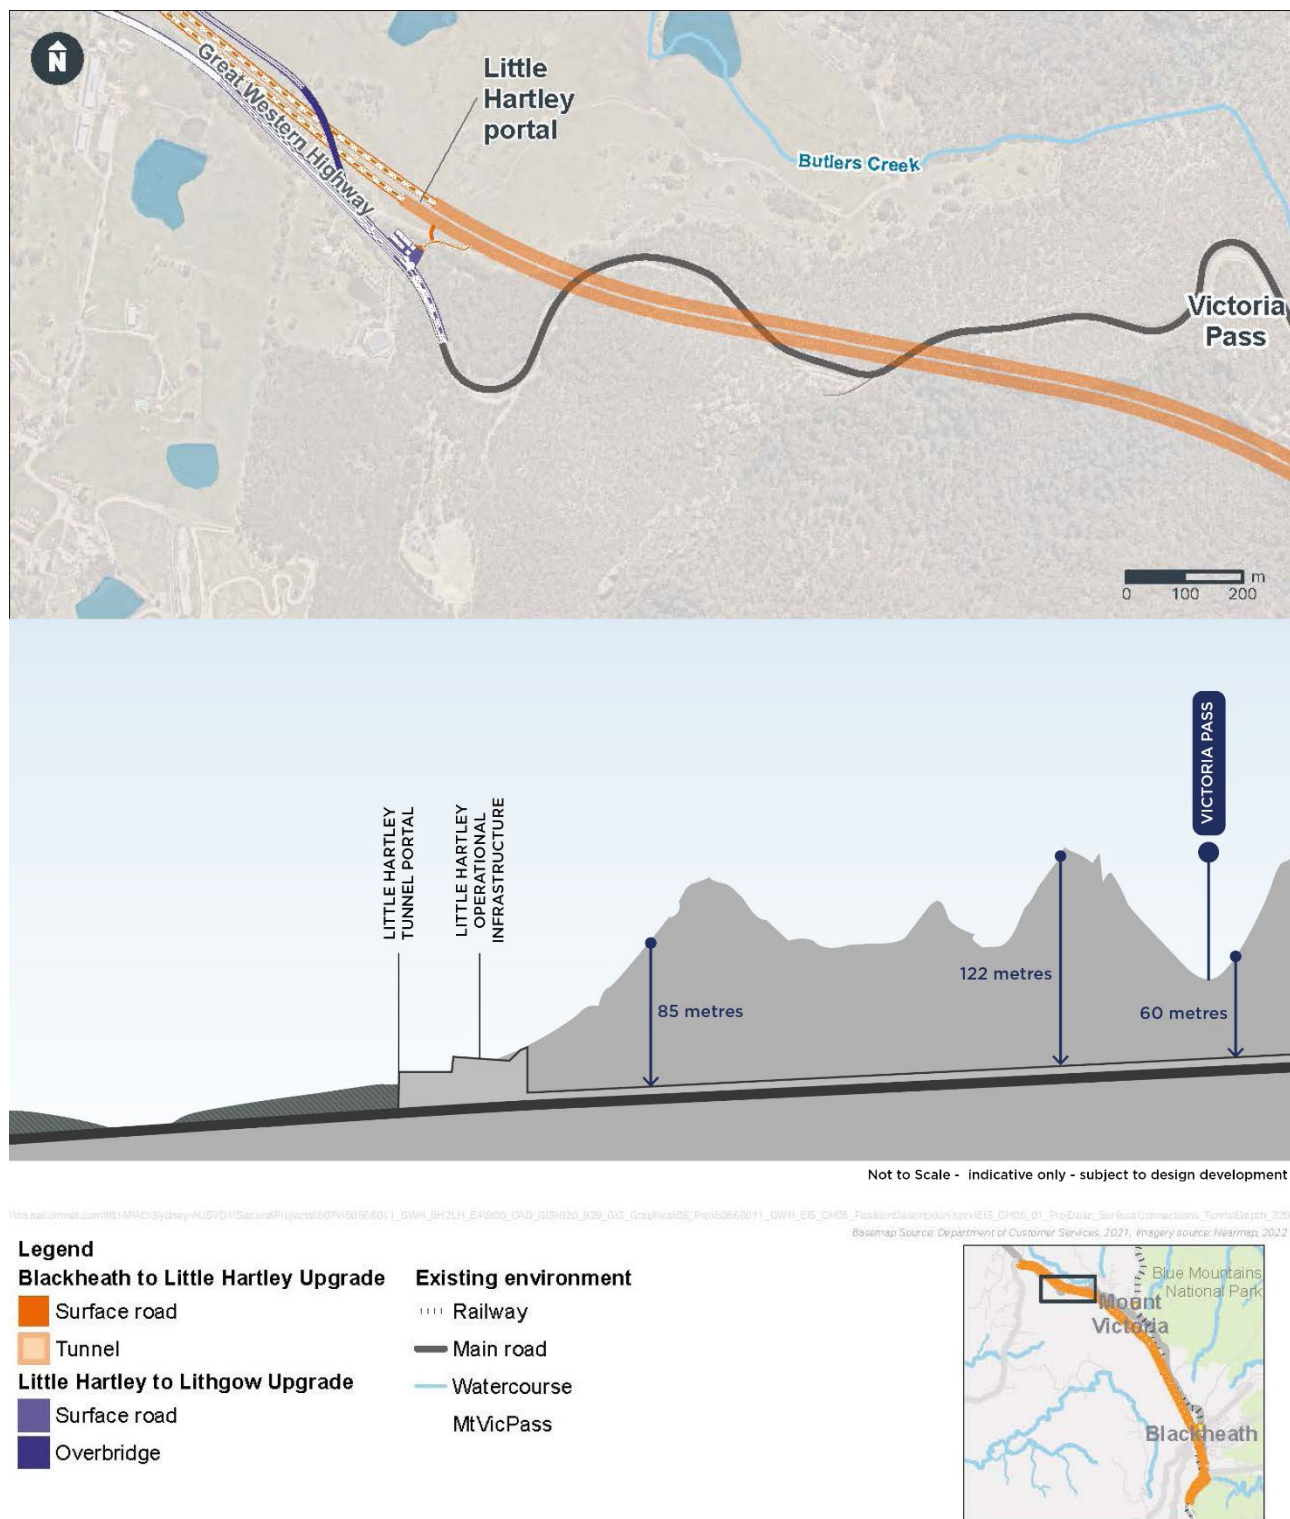 N
Great Western Highway
Little
Hartley
portal
Butlers Creek
Victoria
Pass
0 100 200 m
LITTLE HARTLEY
TUNNEL PORTAL
LITTLE HARTLEY
OPERATIONAL
INFRASTRUCTURE
VICTORIA PASS
85 metres
122 metres
60 metres
Not to Scale - indicative only - subject to design development
Basemap Source: Department of Customer Services, 2021, Imagery source: Nearmap, 2022
Legend
Blackheath to Little Hartley Upgrade
Surface road
Tunnel
Little Hartley to Lithgow Upgrade
Surface road
Overbridge
Existing environment
Railway
Main road
Watercourse
MtVicPass
Blue Mountains
National Park
Mount
Victoria
Blackheath